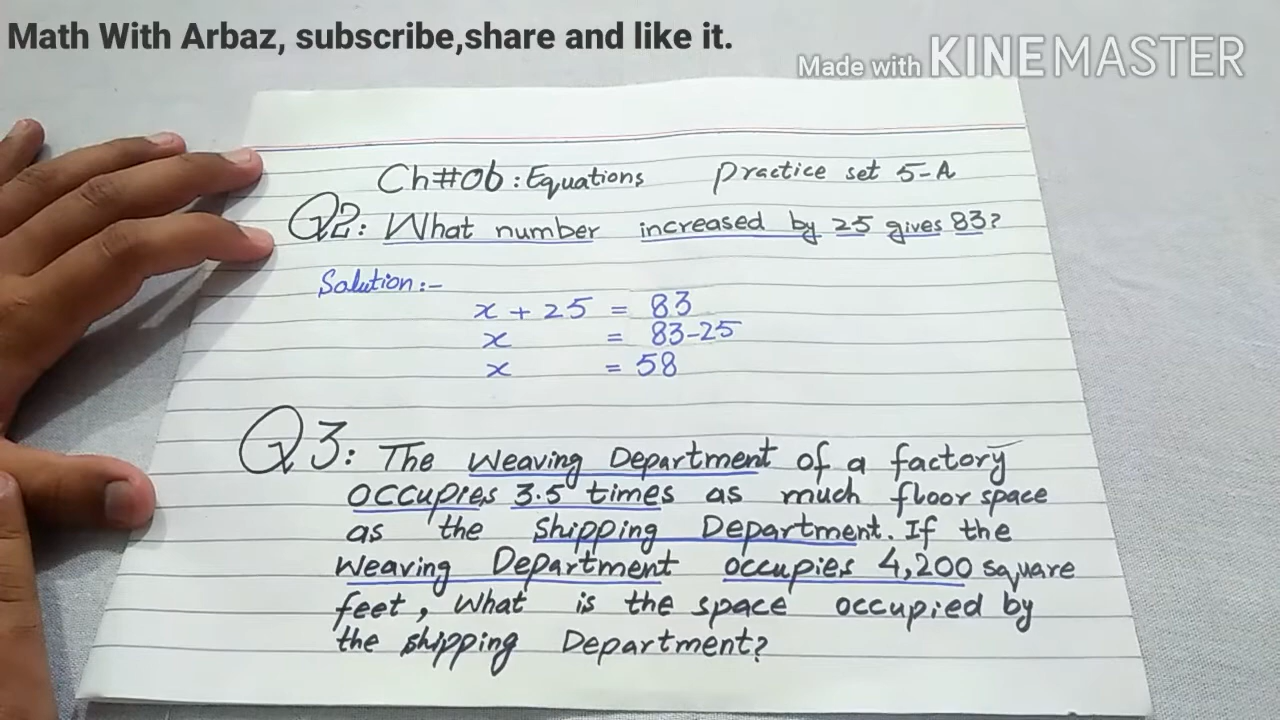 Math With Arbaz, subscribe,share and like it.
Made with KINEMASTER
Ch#06: Equations Practice set 5-A
Q2: What number increased by 25 gives 83?
Solution:-
x + 25 = 83
x = 83-25
x = 58
Q3: The Weaving Department of a factory
occupies 3.5 times as much floor space
as the Shipping Department. If the
Weaving Department occupies 4,200 square
feet, What is the space occupied by
the shipping Department?